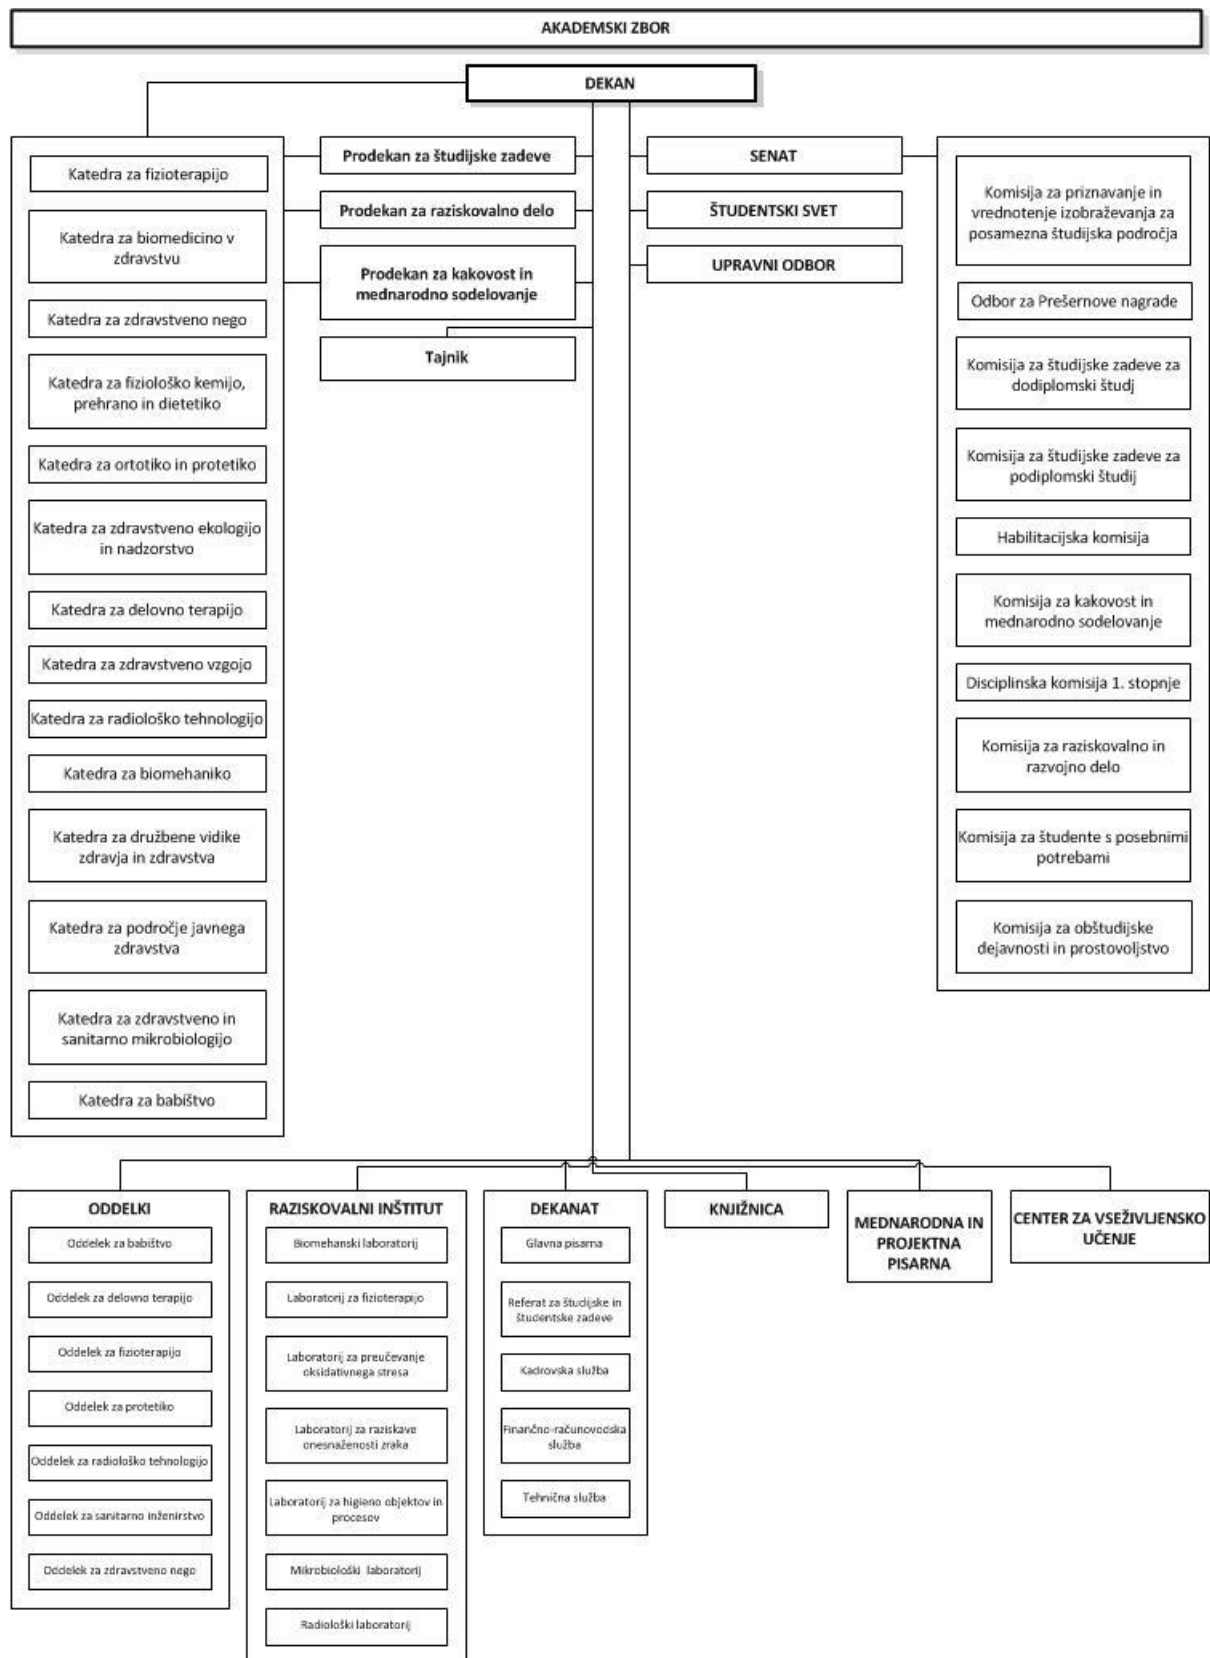 AKADEMSKI ZBOR
DEKAN
Katedra za fizioterapijo
Katedra za biomedicino v
zdravstvu
Katedra za zdravstveno nego
Katedra za fiziološko kemijo,
prehrano in dietetiko
Katedra za ortotiko in protetiko
Katedra za zdravstveno ekologijo
in nadzorstvo
Katedra za delovno terapijo
Katedra za zdravstveno vzgojo
Katedra za radiološko tehnologijo
Katedra za biomehaniko
Katedra za družbene vidike
zdravja in zdravstva
Katedra za področje javnega
zdravstva
Katedra za zdravstveno in
sanitarno mikrobiologijo
Katedra za babištvo
Prodekan za študijske zadeve
Prodekan za raziskovalno delo
Prodekan za kakovost in
mednarodno sodelovanje
Tajnik
SENAT
ŠTUDENTSKI SVET
UPRAVNI ODBOR
Komisija za priznavanje in
vrednotenje izobraževanja za
posamezna študijska področja
Odbor za Prešernove nagrade
Komisija za študijske zadeve za
dodiplomski študj
Komisija za študijske zadeve za
podiplomski študij
Habilitacijska komisija
Komisija za kakovost in
mednarodno sodelovanje
Disciplinska komisija 1. stopnje
Komisija za raziskovalno in
razvojno delo
Komisija za študente s posebnimi
potrebami
Komisija za obštudijske
dejavnosti in prostovoljstvo
ODDELKI
Oddelek za babištvo
Oddelek za delovno terapijo
Oddelek za fizioterapijo
Oddelek za protetiko
Oddelek za radiološko tehnologijo
Oddelek za sanitarno inženirstvo
Oddelek za zdravstveno nego
RAZISKOVALNI INŠTITUT
Biomehanski laboratorij
Laboratorij za fizioterapijo
Laboratorij za preučevanje
oksidativnega stresa
Laboratorij za raziskave
onesnaženosti zraka
Laboratorij za higieno objektov in
procesov
Mikrobiološki laboratorij
Radiološki laboratorij
DEKANAT
Glavna pisarna
Referat za študijske in
študentske zadeve
Kadrovska služba
Finančno-računovodska
služba
Tehnična služba
KNJIŽNICA
MEDNARODNA IN
PROJEKTNA
PISARNA
CENTER ZA VSEŽIVLJENSKO
UČENJE